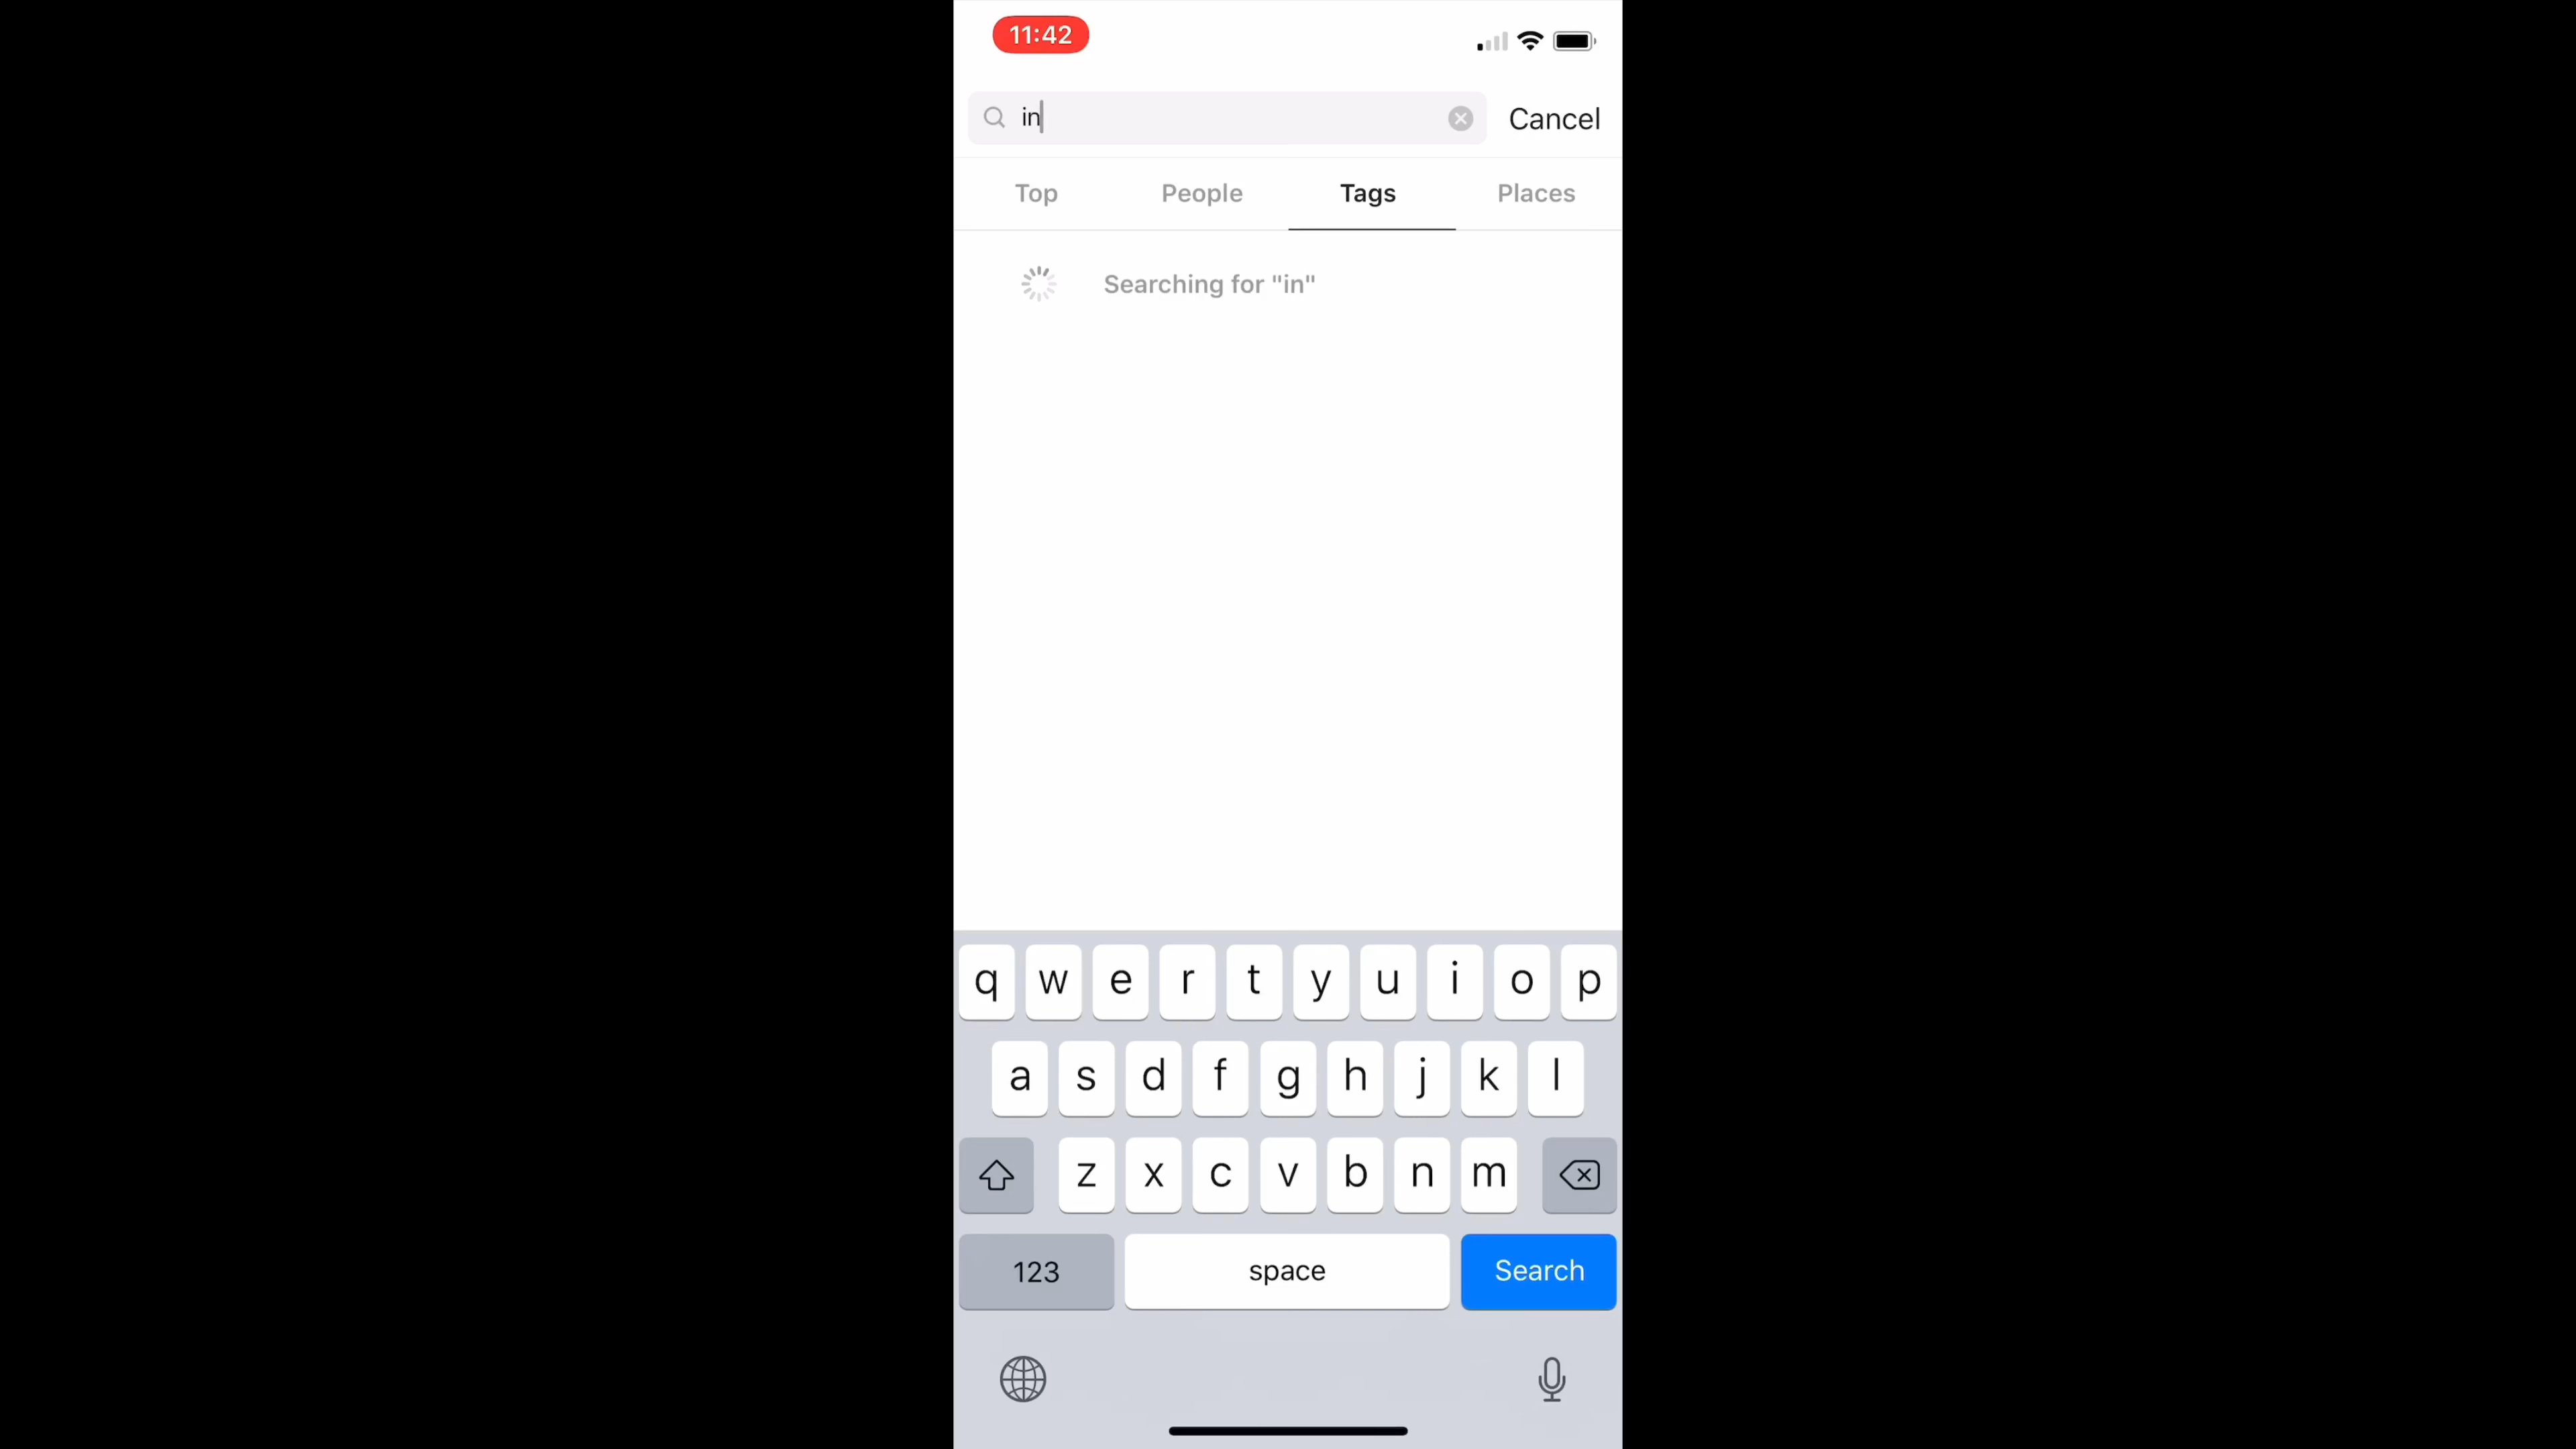 11:42
in
Cancel
Top People Tags Places
Searching for "in"
q w e r t y u i o p
a s d f g h j k l
z x c v b n m
123 space Search